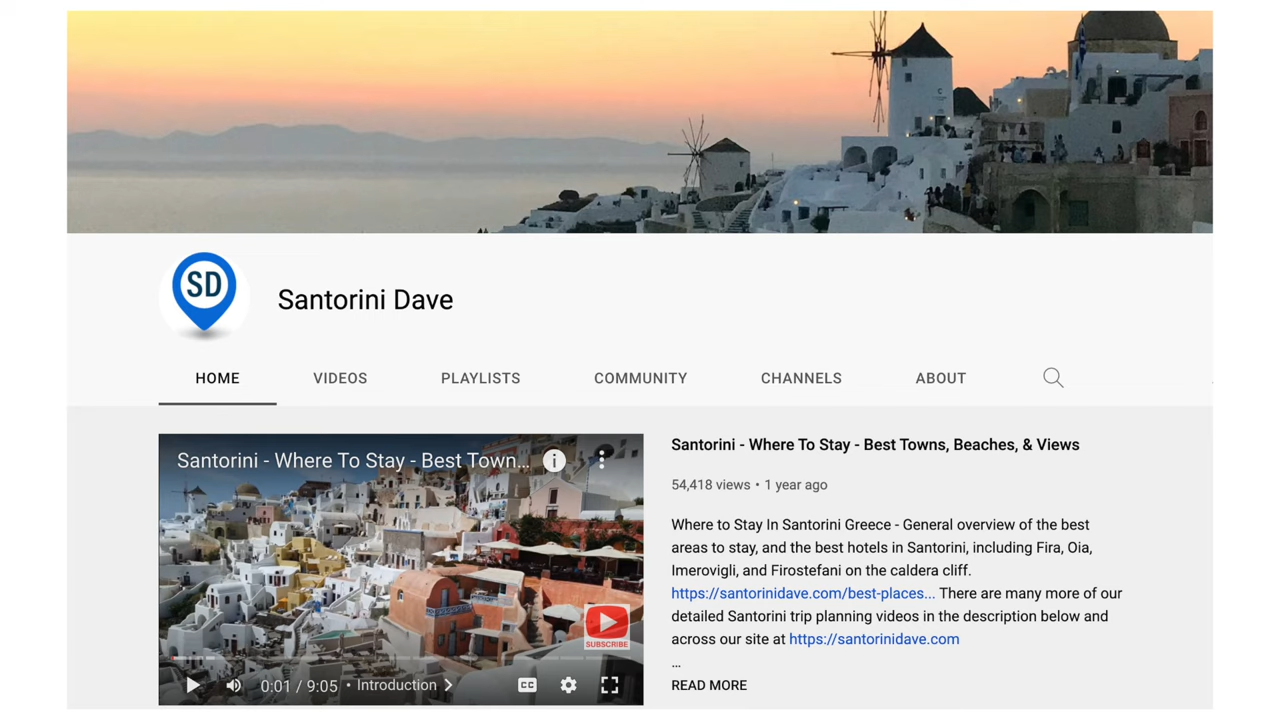 SD
Santorini Dave
HOME
VIDEOS
PLAYLISTS
COMMUNITY
CHANNELS
ABOUT
Santorini - Where To Stay - Best Town...
SUBSCRIBE
0:01 / 9:05 • Introduction
CC
Santorini - Where To Stay - Best Towns, Beaches, & Views
54,418 views • 1 year ago
Where to Stay In Santorini Greece - General overview of the best
areas to stay, and the best hotels in Santorini, including Fira, Oia,
Imerovigli, and Firostefani on the caldera cliff.
https://santorinidave.com/best-places... There are many more of our
detailed Santorini trip planning videos in the description below and
across our site at https://santorinidave.com
...
READ MORE